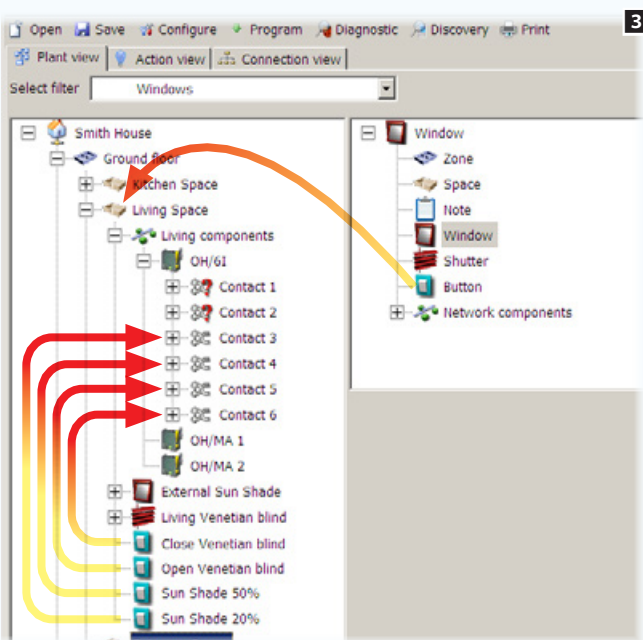 3
Open Save Configure Program Diagnostic Discovery Print
Plant view Action view Connection view
Select filter Windows
Smith House
Ground floor
Kitchen Space
Living Space
Living components
OH/6I
Contact 1
Contact 2
Contact 3
Contact 4
Contact 5
Contact 6
OH/MA 1
OH/MA 2
External Sun Shade
Living Venetian blind
Close Venetian blind
Open Venetian blind
Sun Shade 50%
Sun Shade 20%
Window
Zone
Space
Note
Window
Shutter
Button
Network components